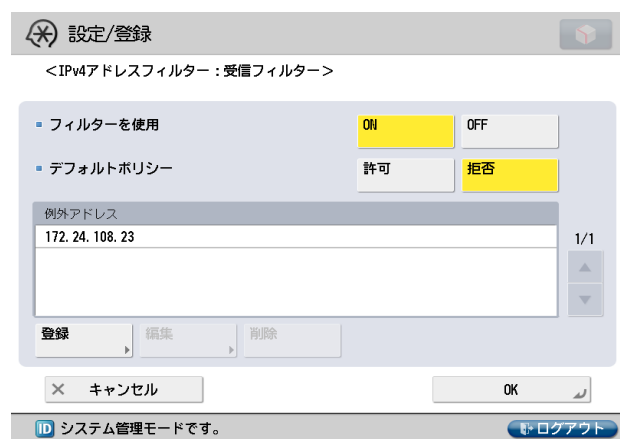 設定/登録
<IPv4アドレスフィルター：受信フィルター>
フィルターを使用 ON OFF
デフォルトポリシー 許可 拒否
例外アドレス
172. 24. 108. 23
1/1
登録 編集 削除
キャンセル OK
ID システム管理モードです。 ログアウト